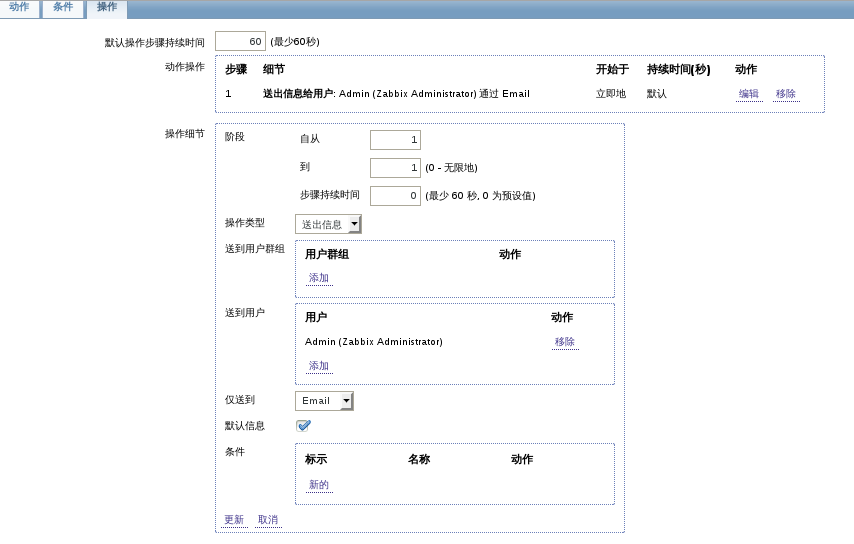 动作 条件 操作
默认操作步骤持续时间 60 (最少60秒)
动作操作 步骤 细节 开始于 持续时间(秒) 动作
1 送出信息给用户: Admin (Zabbix Administrator) 通过 Email 立即地 默认 编辑 移除
操作细节 阶段 自从 1
到 1 (0 - 无限地)
步骤持续时间 0 (最少 60 秒, 0 为预设值)
操作类型 送出信息
送到用户群组 用户群组 动作
添加
送到用户 用户 动作
Admin (Zabbix Administrator) 移除
添加
仅送到 Email
默认信息
条件 标示 名称 动作
新的
更新 取消